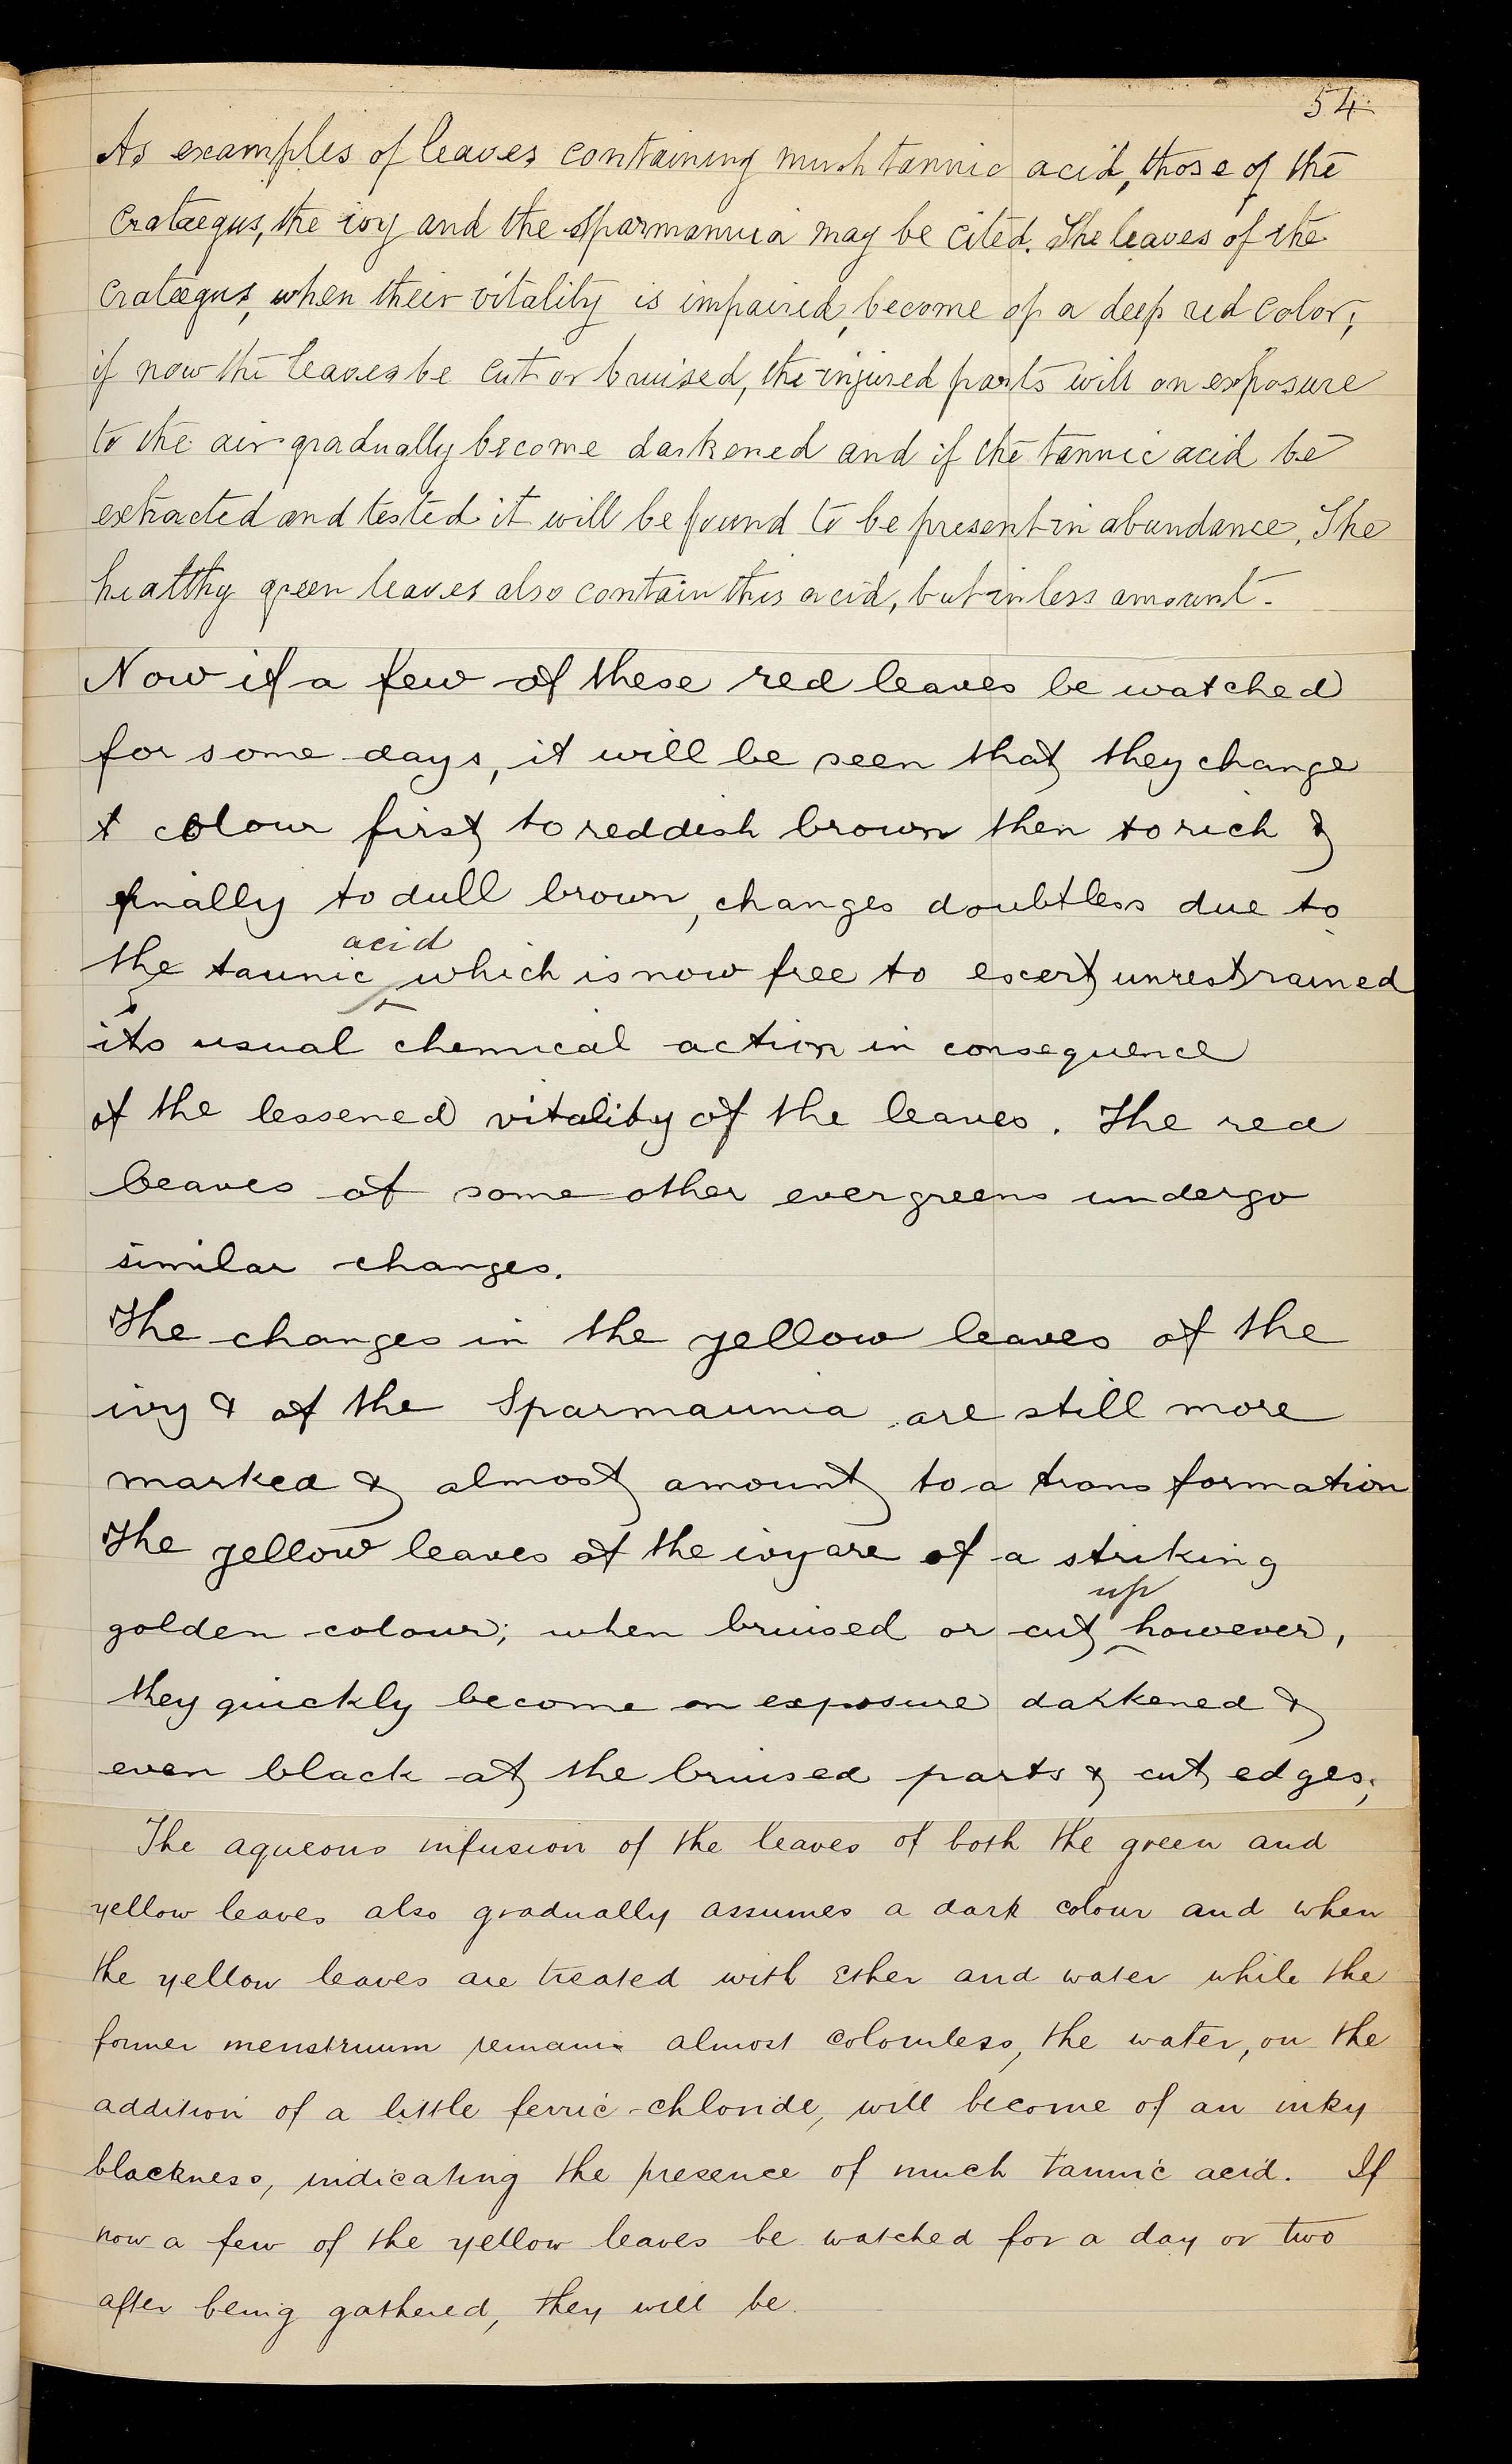 54.
As examples of leaves containing much tannic acid, those of the
Cratægus, the ivy and the Sparmannia may be cited. The leaves of the
Cratægus, when their vitality is impaired, become of a deep red color;
if now the leaves be cut or bruised, the injured parts will on exposure
to the air gradually become darkened and if the tannic acid be
extracted and tested it will be found to be present in abundance. The
healthy green leaves also contain this acid, but in less amount.
Now if a few of these red leaves be watched
for some days, it will be seen that they change
colour first to reddish brown then to rich &
finally to dull brown, changes doubtless due to
acid
the tannic which is now free to exert unrestrained
its usual chemical action in consequence
of the lessened vitality of the leaves. The red
leaves of some other evergreens undergo
similar changes.
The changes in the yellow leaves of the
ivy & of the Sparmannia are still more
marked & almost amount to a transformation
The yellow leaves of the ivy are of a striking
up
golden colour; when bruised or cut however,
they quickly become on exposure darkened &
even black at the bruised parts & cut edges;
The aqueous infusion of the leaves of both the green and
yellow leaves also gradually assumes a dark colour and when
the yellow leaves are treated with Ether and water while the
former menstruum remains almost colourless, the water, on the
addition of a little ferric-chloride, will become of an inky
blackness, indicating the presence of much tannic acid. If
now a few of the yellow leaves be watched for a day or two
after being gathered, they will be